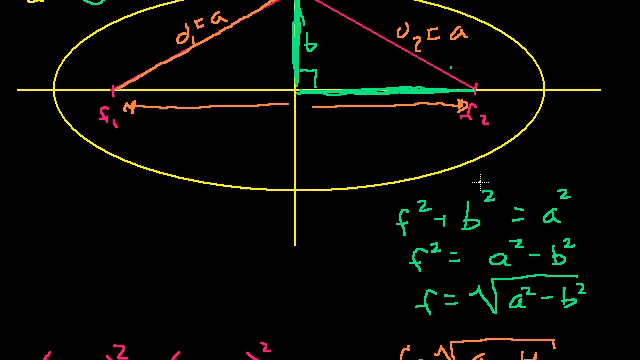 d₁ = a
d₂ = a
b
f₁
f₂
f² + b² = a²
f² = a² - b²
f = √a² - b²